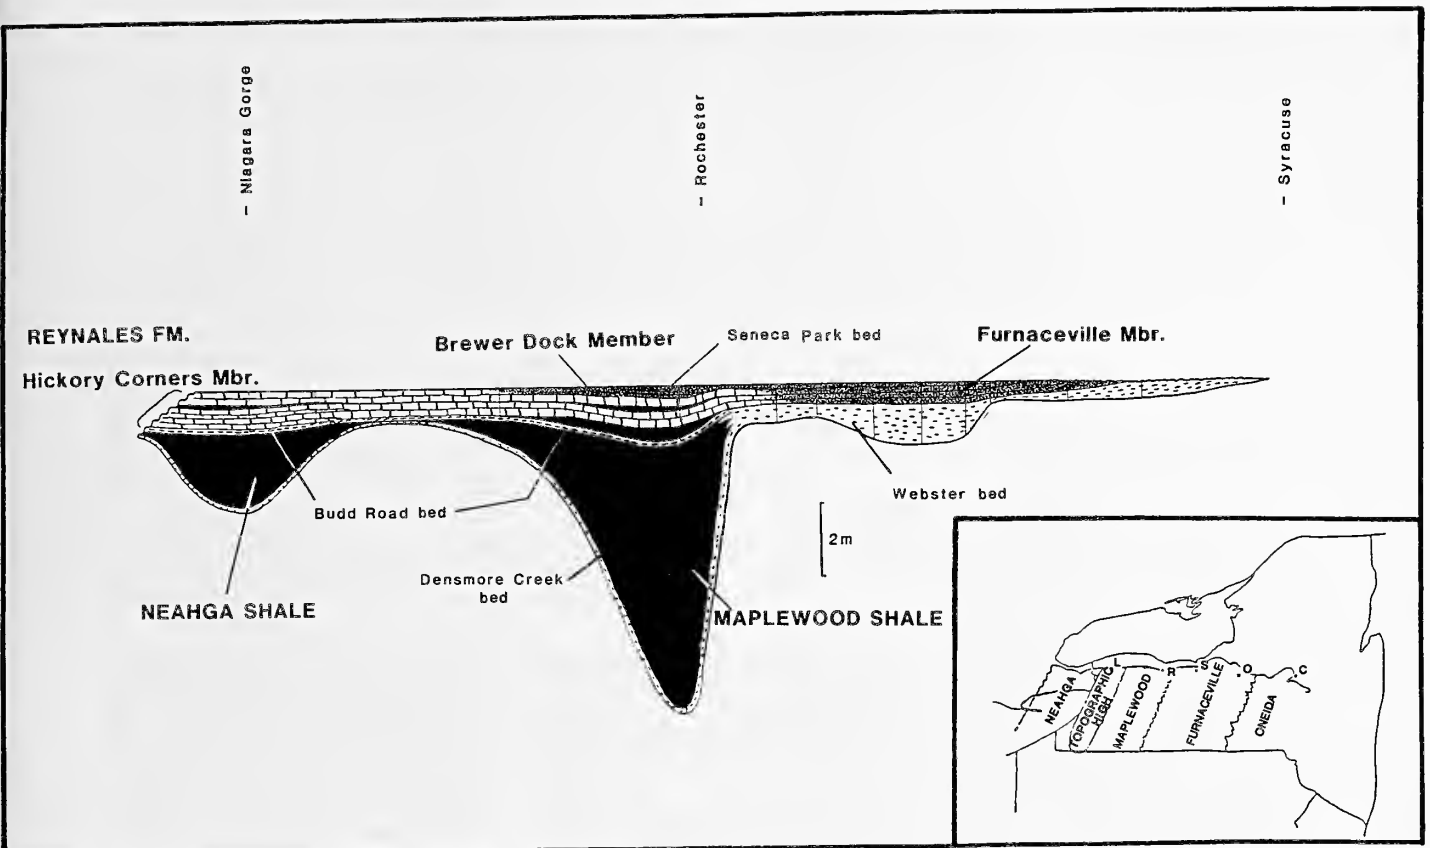 – Niagara Gorge
– Rochester
– Syracuse
REYNALES FM.
Hickory Corners Mbr.
Brewer Dock Member
Seneca Park bed
Furnaceville Mbr.
Budd Road bed
Webster bed
2m
Densmore Creek
bed
NEAHGA SHALE
MAPLEWOOD SHALE
L
R
S
O
C
NEAHGA
TOPOGRAPHIC
HIGH
MAPLEWOOD
FURNACEVILLE
ONEIDA